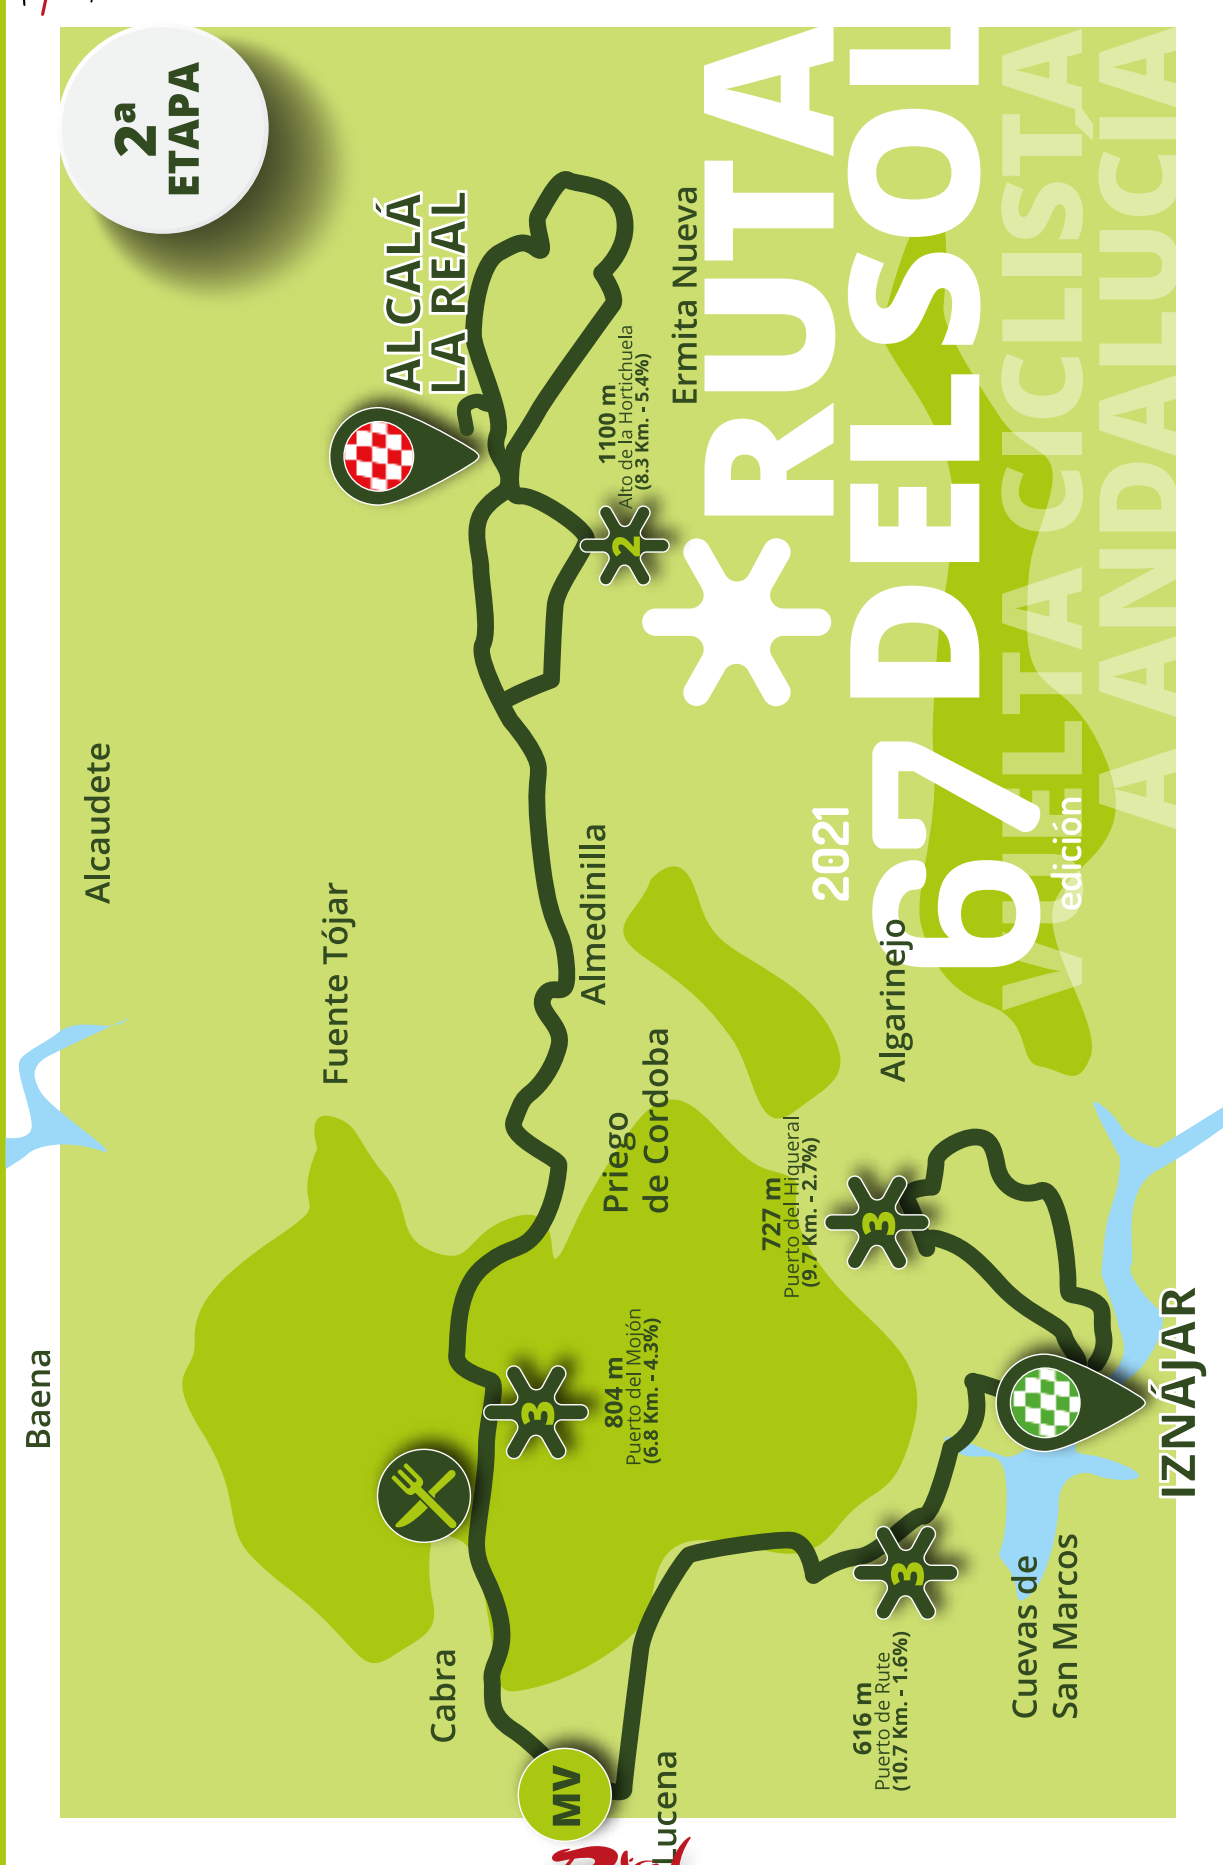 2ª
ETAPA
ALCALÁ
LA REAL
Alcaudete
Fuente Tójar
Baena
1100 m
Alto de la Hortichuela
(8.3 Km. - 5.4%)
2
Ermita Nueva
Almedinilla
Priego
de Cordoba
804 m
Puerto del Mojón
(6.8 Km. - 4.3%)
3
Cabra
MV
Lucena
727 m
Puerto del Higueral
(9.7 Km. - 2.7%)
3
Algarinejo
616 m
Puerto de Rute
(10.7 Km. - 1.6%)
3
Cuevas de
San Marcos
IZNÁJAR
RUTA
DEL SOL
2021
67
edición
VUELTA CICLISTA
A ANDALUCÍA